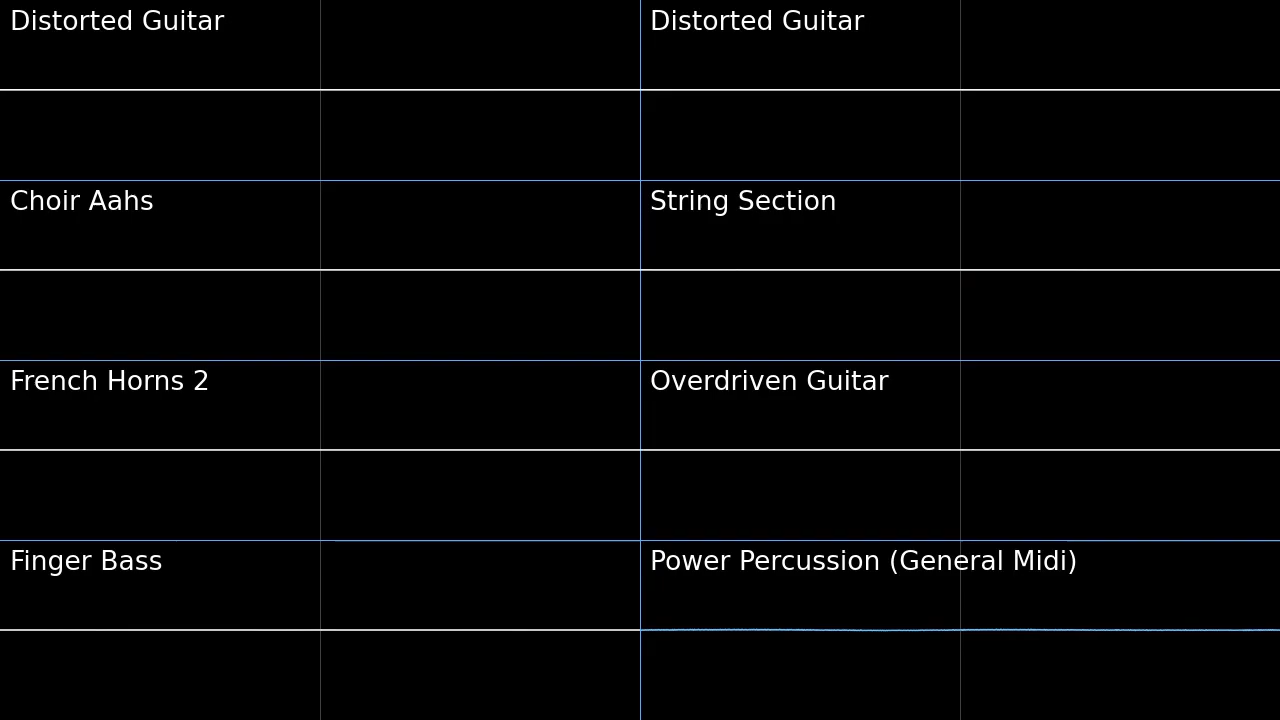 Distorted Guitar
Distorted Guitar
Choir Aahs
String Section
French Horns 2
Overdriven Guitar
Finger Bass
Power Percussion (General Midi)